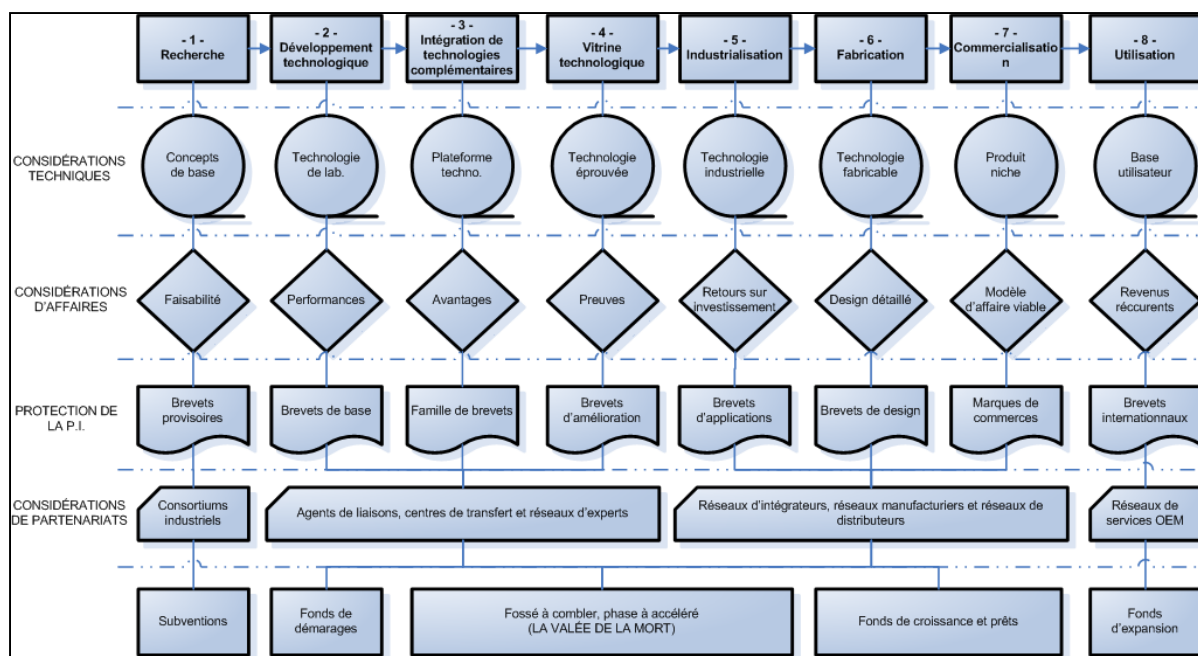 - 1 -
Recherche
- 2 -
Développement
technologique
- 3 -
Intégration de
technologies
complémentaires
- 4 -
Vitrine
technologique
- 5 -
Industrialisation
- 6 -
Fabrication
- 7 -
Commercialisatio
n
- 8 -
Utilisation
CONSIDÉRATIONS
TECHNIQUES
Concepts
de base
Technologie
de lab.
Plateforme
techno.
Technologie
éprouvée
Technologie
industrielle
Technologie
fabricable
Produit
niche
Base
utilisateur
CONSIDÉRATIONS
D'AFFAIRES
Faisabilité
Performances
Avantages
Preuves
Retours sur
investissement
Design détaillé
Modèle
d'affaire viable
Revenus
réccurents
PROTECTION DE
LA P.I.
Brevets
provisoires
Brevets de base
Famille de brevets
Brevets
d'amélioration
Brevets
d'applications
Brevets de design
Marques de
commerces
Brevets
internationnaux
CONSIDÉRATIONS
DE PARTENARIATS
Consortiums
industriels
Agents de liaisons, centres de transfert et réseaux d'experts
Réseaux d'intégrateurs, réseaux manufacturiers et réseaux de
distributeurs
Réseaux de
services OEM
Subventions
Fonds de
démarages
Fossé à combler, phase à accéléré
(LA VALÉE DE LA MORT)
Fonds de croissance et prêts
Fonds
d'expansion